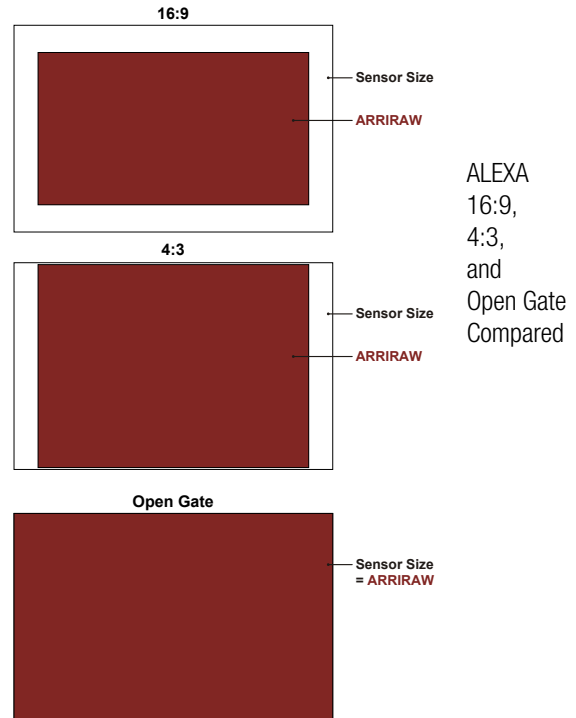 16:9
Sensor Size
ARRIRAW
4:3
Sensor Size
ARRIRAW
Open Gate
Sensor Size
= ARRIRAW
ALEXA
16:9,
4:3,
and
Open Gate
Compared